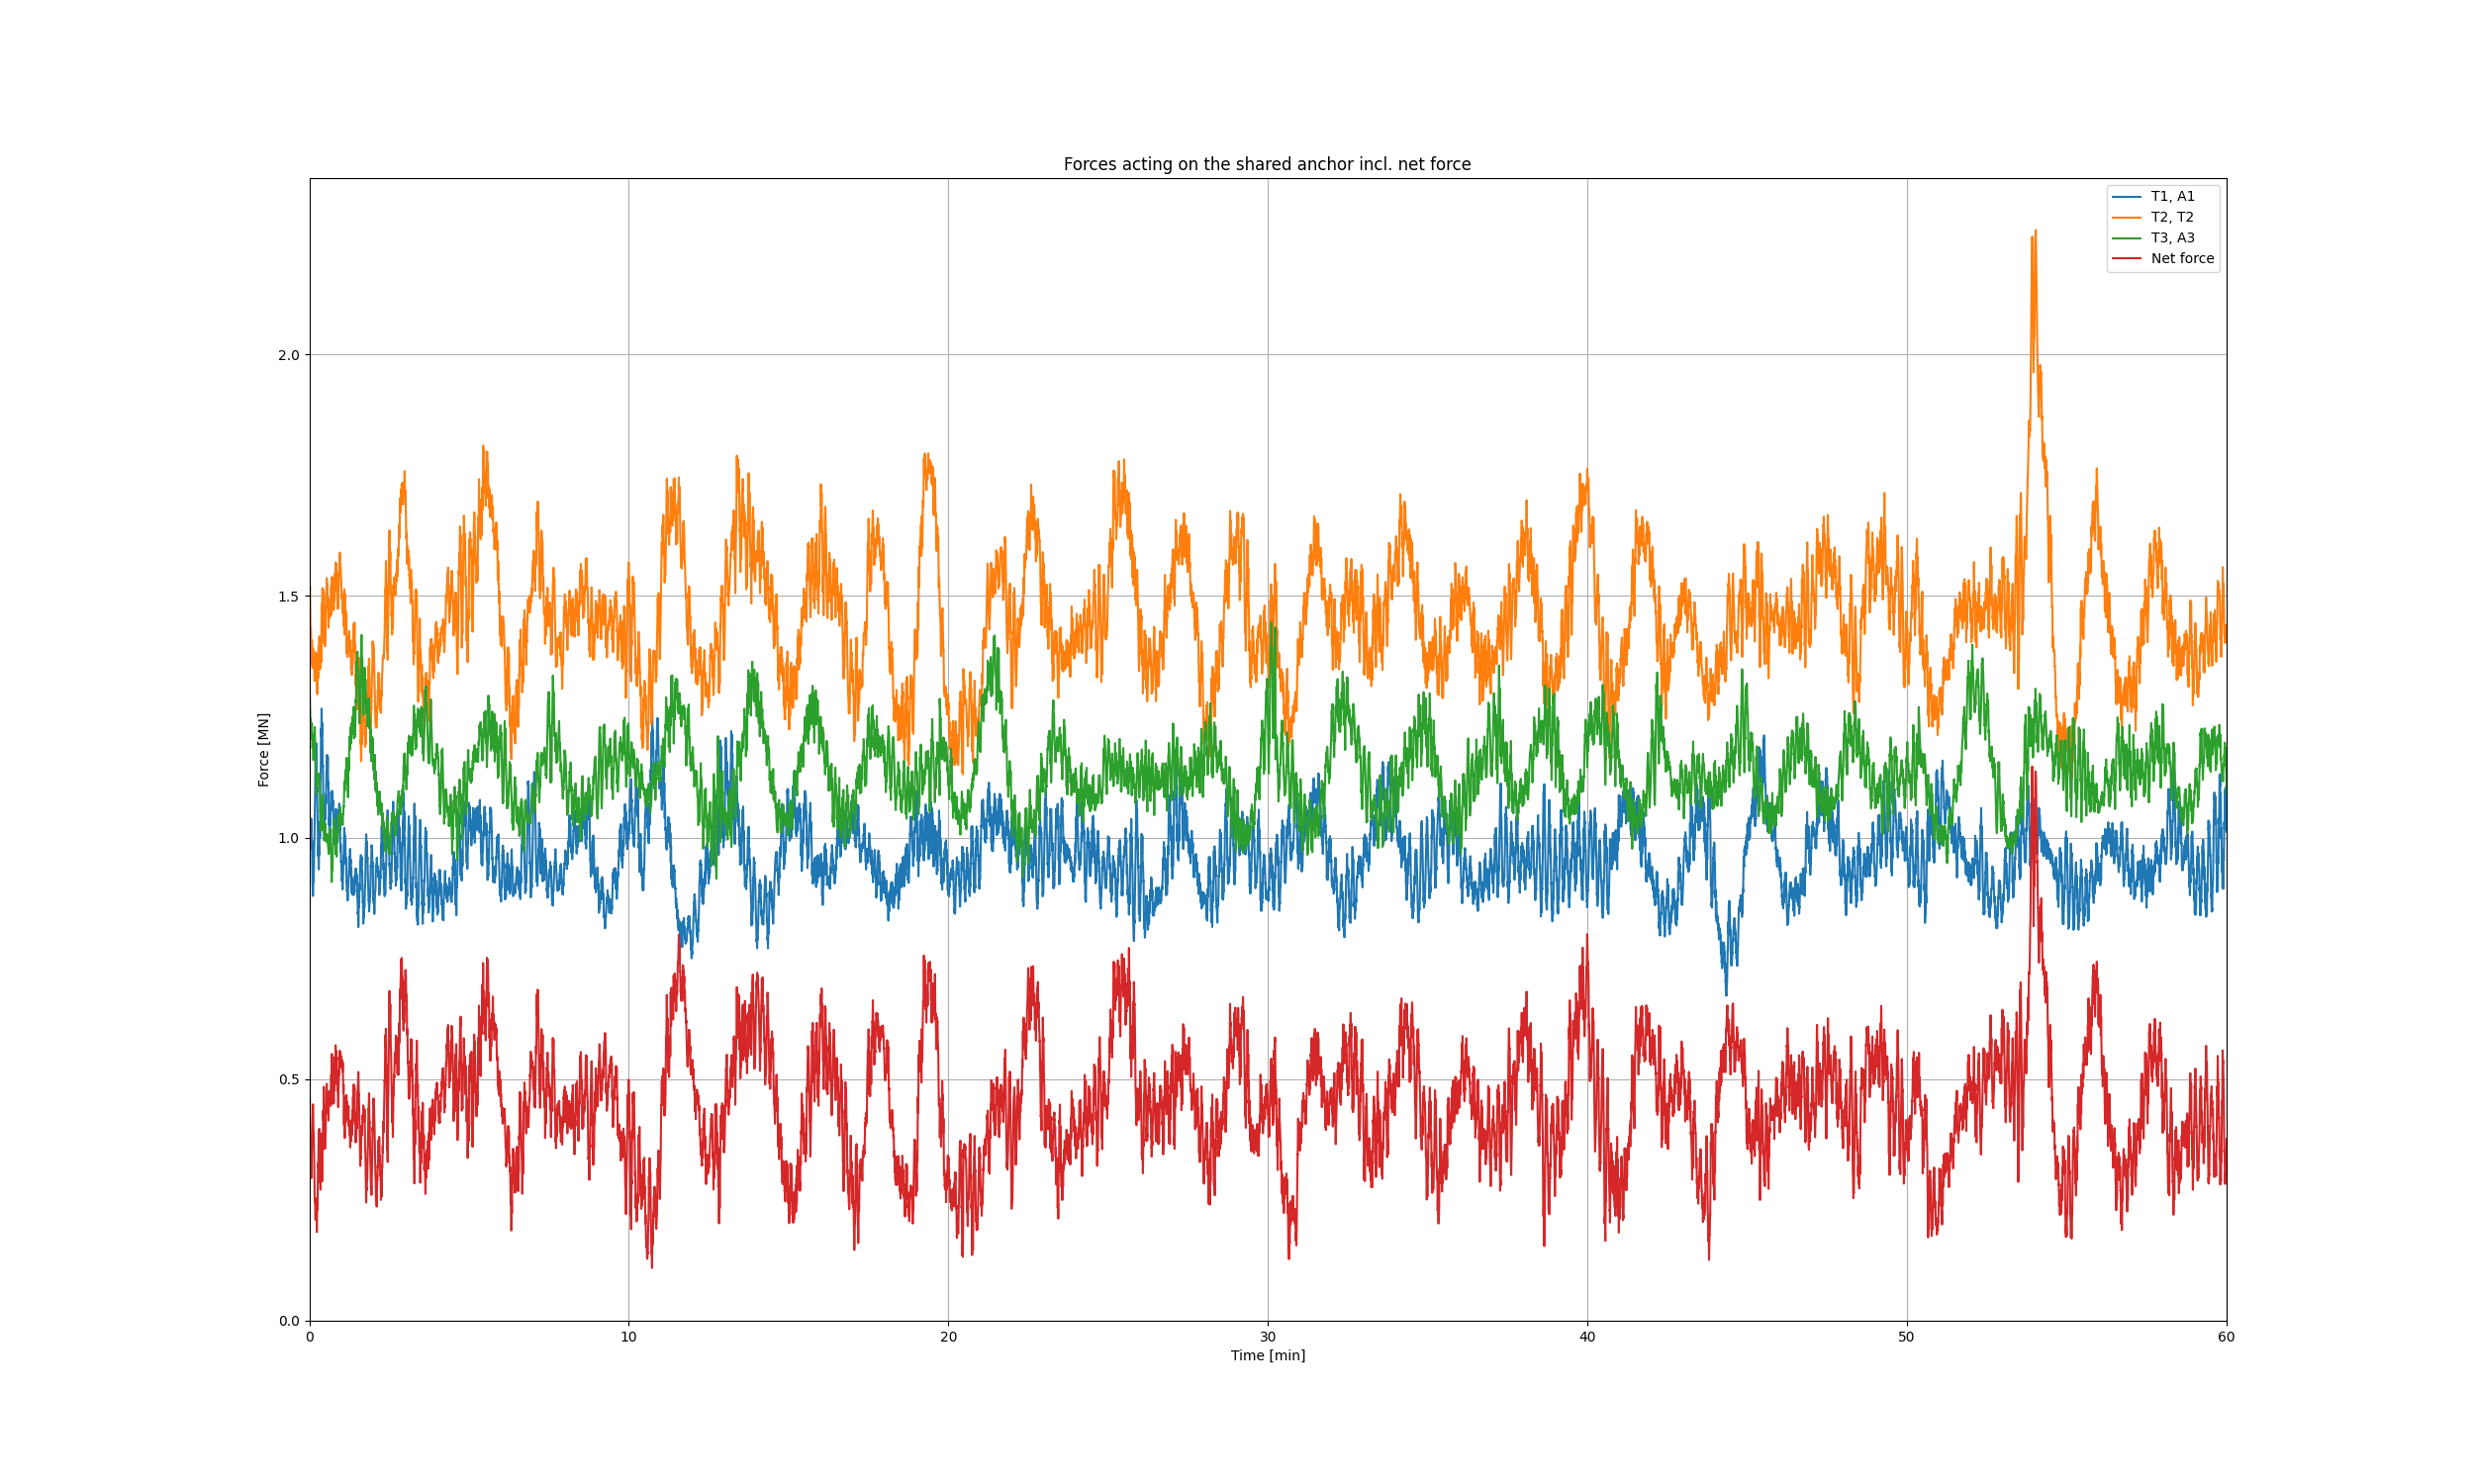 Forces acting on the shared anchor incl. net force
T1, A1
T2, T2
T3, A3
Net force
Force [MN]
2.0
1.5
1.0
0.5
0.0
0 10 20 30 40 50 60
Time [min]